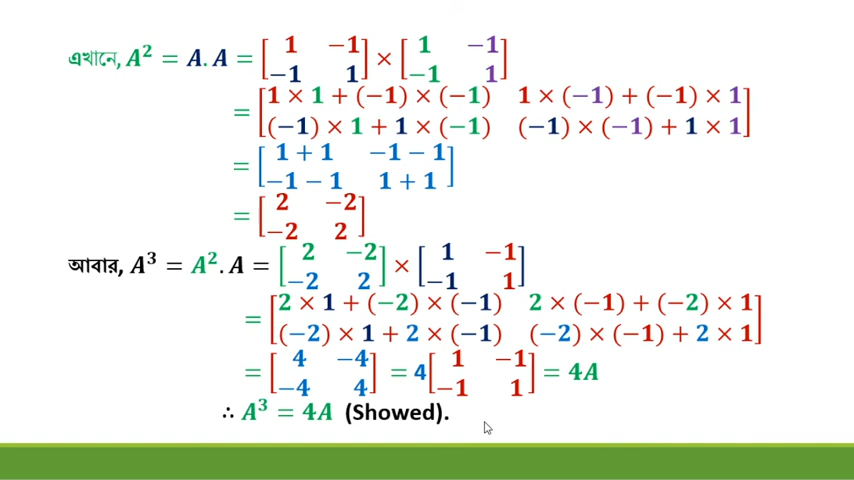 এখানে, A² = A. A = [1 −1; −1 1] × [1 −1; −1 1]
= [1 × 1 + (−1) × (−1) 1 × (−1) + (−1) × 1; (−1) × 1 + 1 × (−1) (−1) × (−1) + 1 × 1]
= [1 + 1 −1 − 1; −1 − 1 1 + 1]
= [2 −2; −2 2]
আবার, A³ = A². A = [2 −2; −2 2] × [1 −1; −1 1]
= [2 × 1 + (−2) × (−1) 2 × (−1) + (−2) × 1; (−2) × 1 + 2 × (−1) (−2) × (−1) + 2 × 1]
= [4 −4; −4 4] = 4[1 −1; −1 1] = 4A
∴ A³ = 4A (Showed).